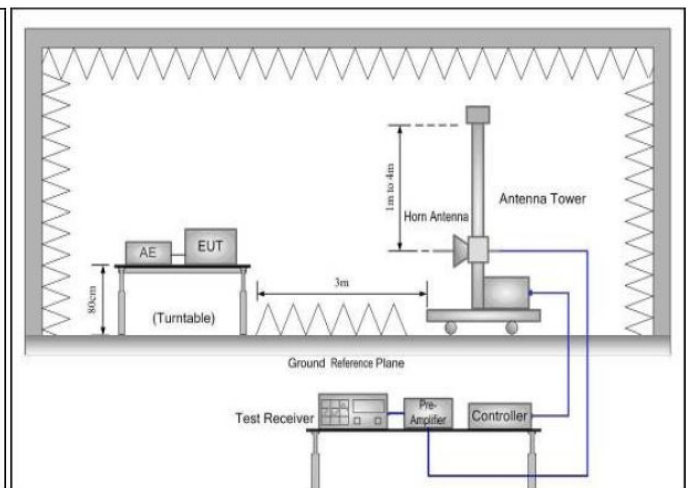 1m to 4m
Antenna Tower
Horn Antenna
AE
EUT
3m
80cm
(Turntable)
Ground Reference Plane
Test Receiver
Pre-
Amplifier
Controller